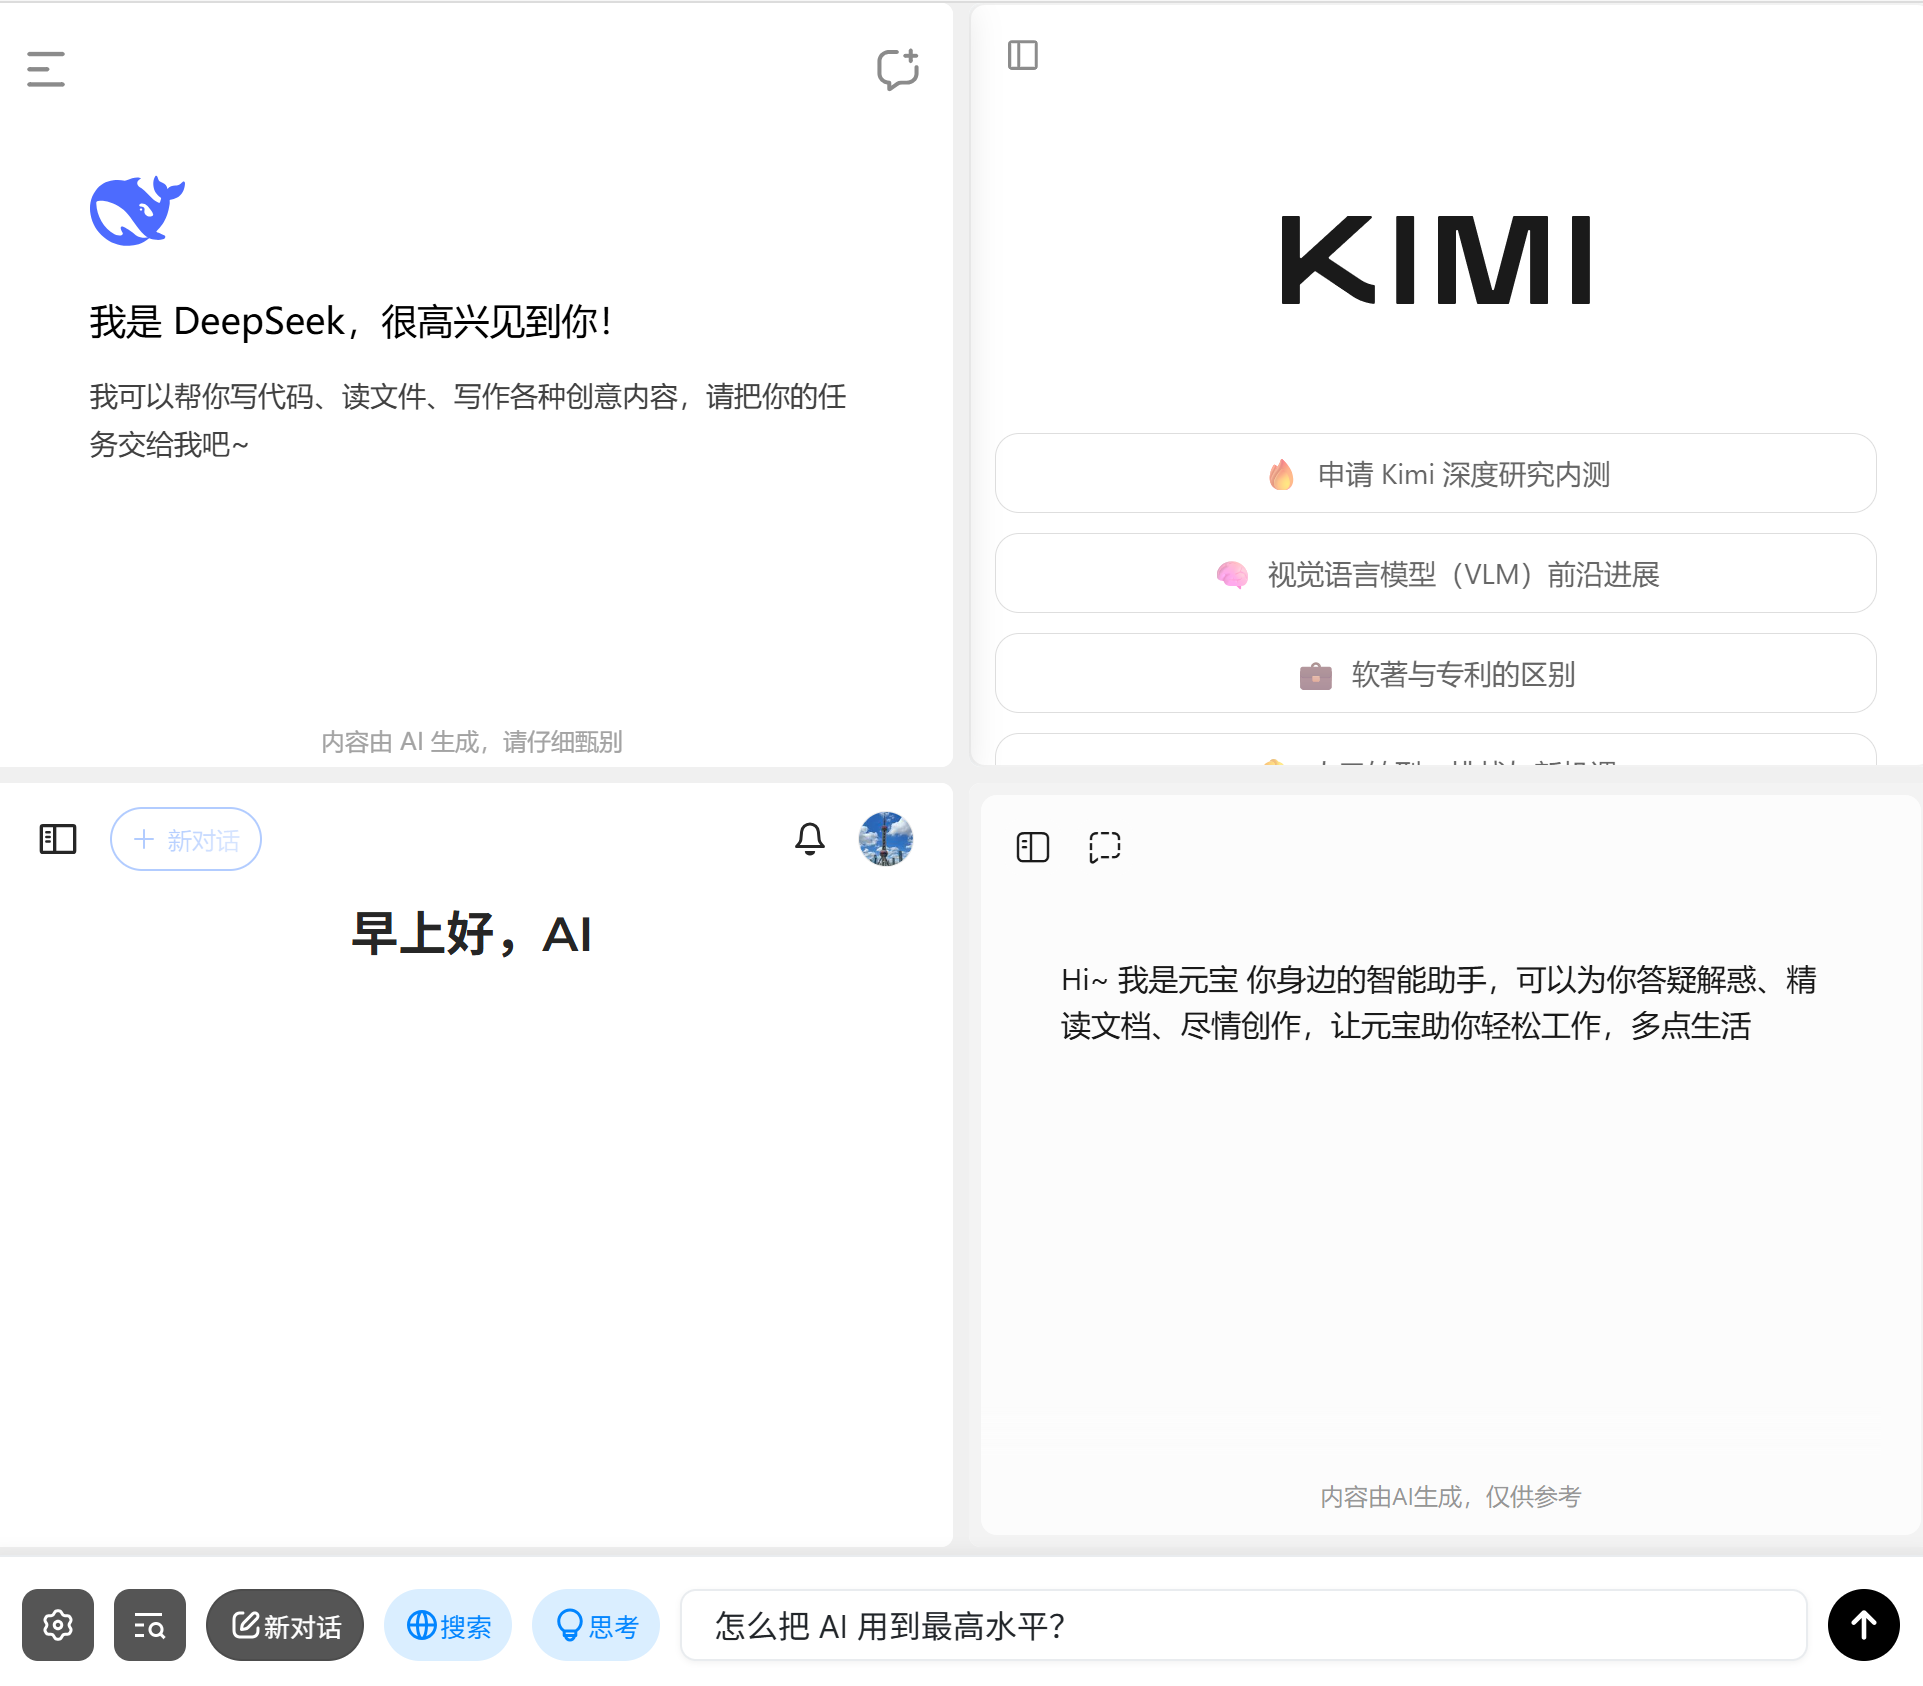 我是 DeepSeek，很高兴见到你！
我可以帮你写代码、读文件、写作各种创意内容，请把你的任
务交给我吧~
内容由 AI 生成，请仔细甄别
KIMI
申请 Kimi 深度研究内测
视觉语言模型（VLM）前沿进展
软著与专利的区别
新对话
早上好，AI
Hi~ 我是元宝 你身边的智能助手，可以为你答疑解惑、精
读文档、尽情创作，让元宝助你轻松工作，多点生活
内容由AI生成，仅供参考
新对话
搜索
思考
怎么把 AI 用到最高水平？